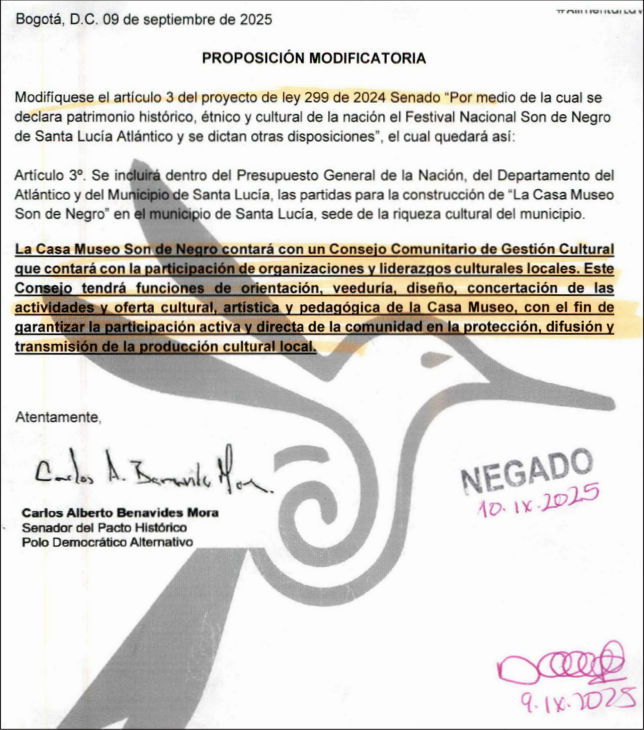 Bogotá, D.C. 09 de septiembre de 2025
PROPOSICIÓN MODIFICATORIA
Modifíquese el artículo 3 del proyecto de ley 299 de 2024 Senado “Por medio de la cual se
declara patrimonio histórico, étnico y cultural de la nación el Festival Nacional Son de Negro
de Santa Lucía Atlántico y se dictan otras disposiciones”, el cual quedará así:
Artículo 3º. Se incluirá dentro del Presupuesto General de la Nación, del Departamento del
Atlántico y del Municipio de Santa Lucía, las partidas para la construcción de “La Casa Museo
Son de Negro” en el municipio de Santa Lucía, sede de la riqueza cultural del municipio.
La Casa Museo Son de Negro contará con un Consejo Comunitario de Gestión Cultural
que contará con la participación de organizaciones y liderazgos culturales locales. Este
Consejo tendrá funciones de orientación, veeduría, diseño, concertación de las
actividades y oferta cultural, artística y pedagógica de la Casa Museo, con el fin de
garantizar la participación activa y directa de la comunidad en la protección, difusión y
transmisión de la producción cultural local.
Atentamente,
Carlos A. Benavides Mora.
Carlos Alberto Benavides Mora
Senador del Pacto Histórico
Polo Democrático Alternativo
NEGADO
10.IX.2025
9.IX.2025